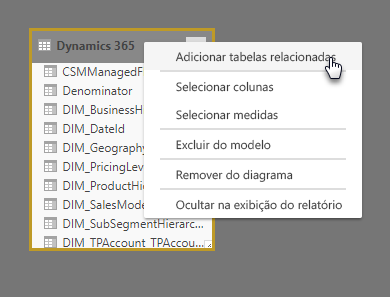 Dynamics 365
CSMManagedF
Denominator
DIM_BusinessH
DIM_DateId
DIM_Geography
DIM_PricingLev
DIM_ProductHie
DIM_SalesMode
DIM_SubSegmentHierarc...
DIM_TPAccount_TPAccou...
Adicionar tabelas relacionadas
Selecionar colunas
Selecionar medidas
Excluir do modelo
Remover do diagrama
Ocultar na exibição do relatório